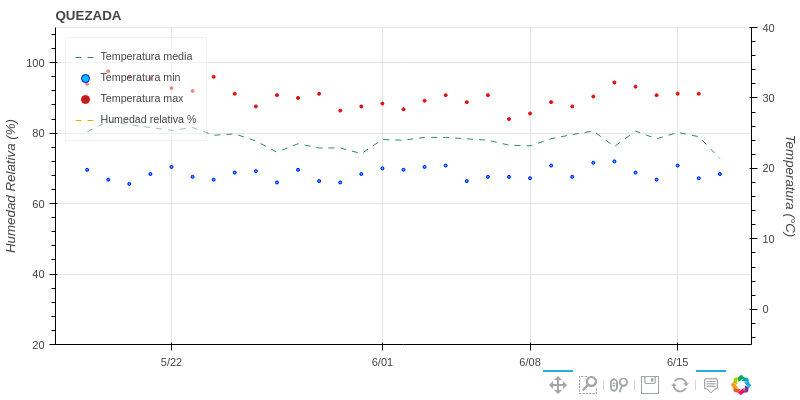 QUEZADA
Temperatura media
Temperatura min
Temperatura max
Humedad relativa %
Humedad Relativa (%)
100
80
60
40
20
40
30
20
10
0
Temperatura (°C)
5/22
6/01
6/08
6/15